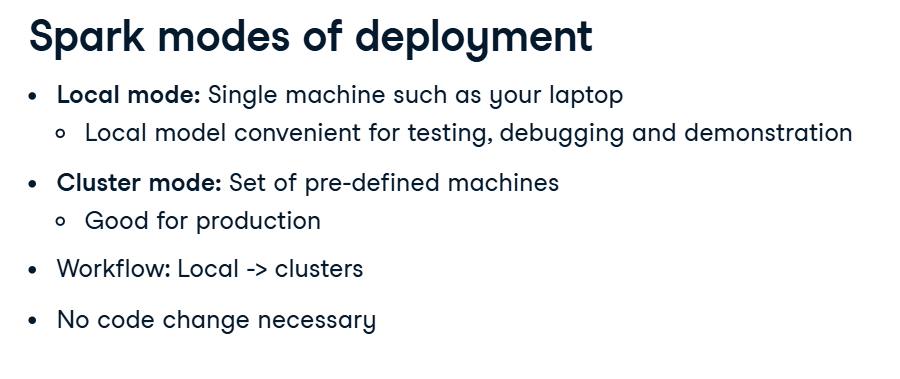 Spark modes of deployment
• Local mode: Single machine such as your laptop
◦ Local model convenient for testing, debugging and demonstration
• Cluster mode: Set of pre-defined machines
◦ Good for production
• Workflow: Local -> clusters
• No code change necessary